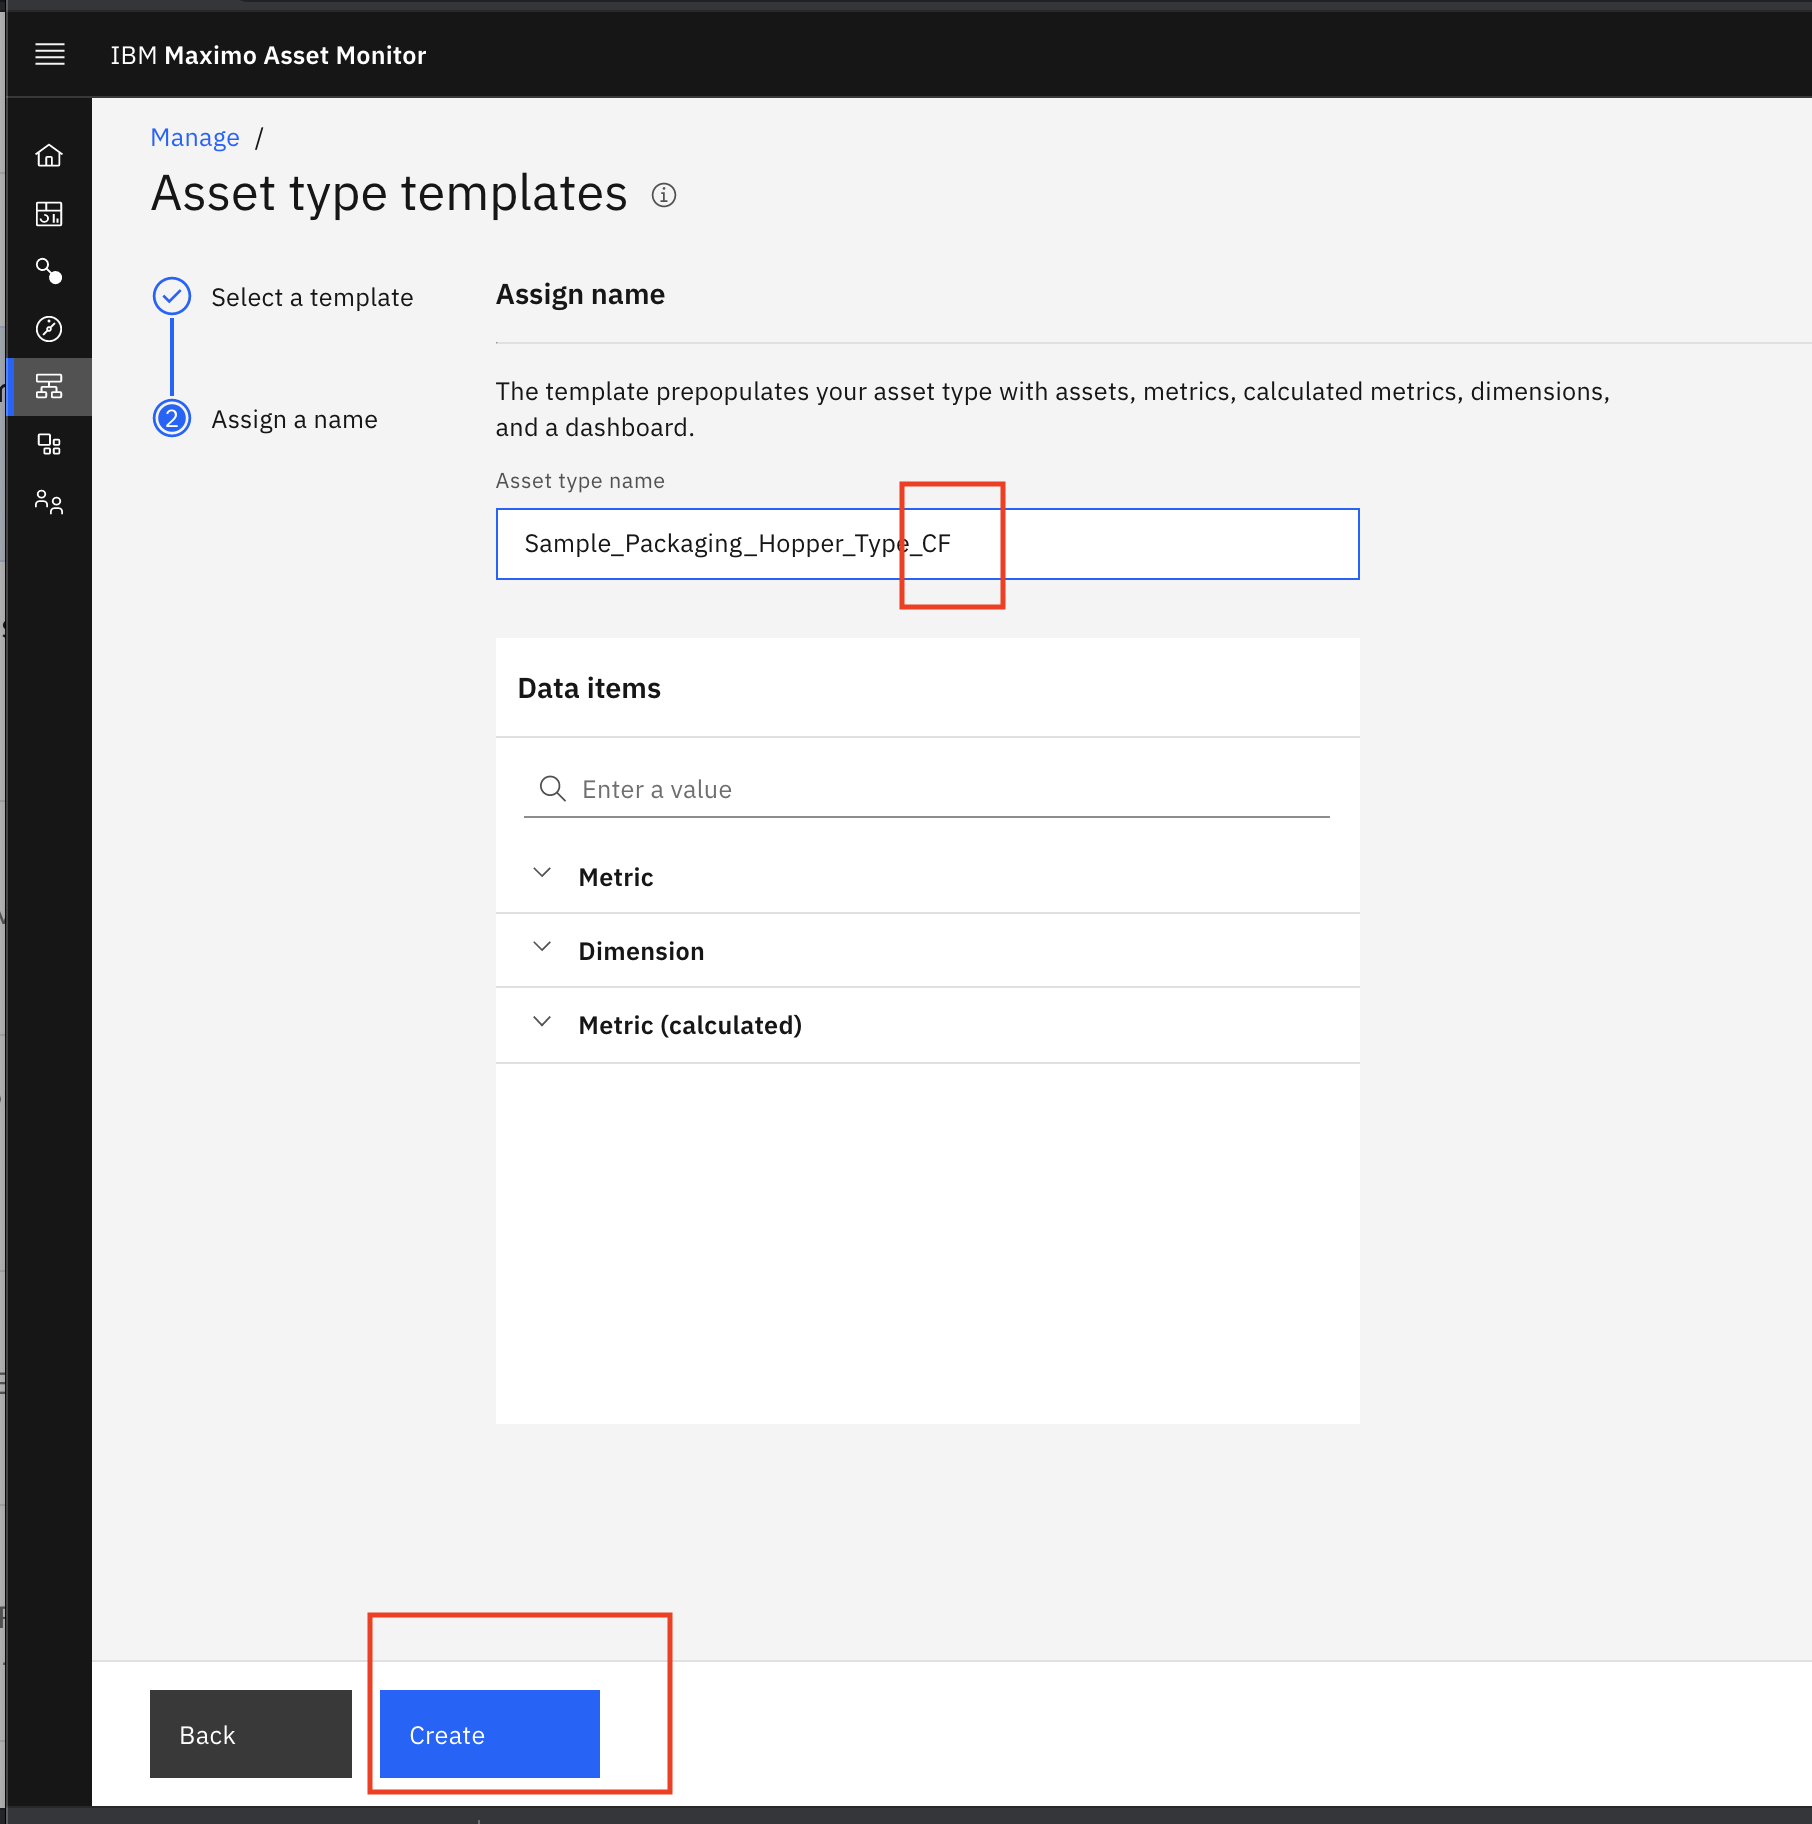 IBM Maximo Asset Monitor
Manage /
Asset type templates
Select a template
2 Assign a name
Assign name
The template prepopulates your asset type with assets, metrics, calculated metrics, dimensions,
and a dashboard.
Asset type name
Sample_Packaging_Hopper_Type_CF
Data items
Enter a value
Metric
Dimension
Metric (calculated)
Back
Create